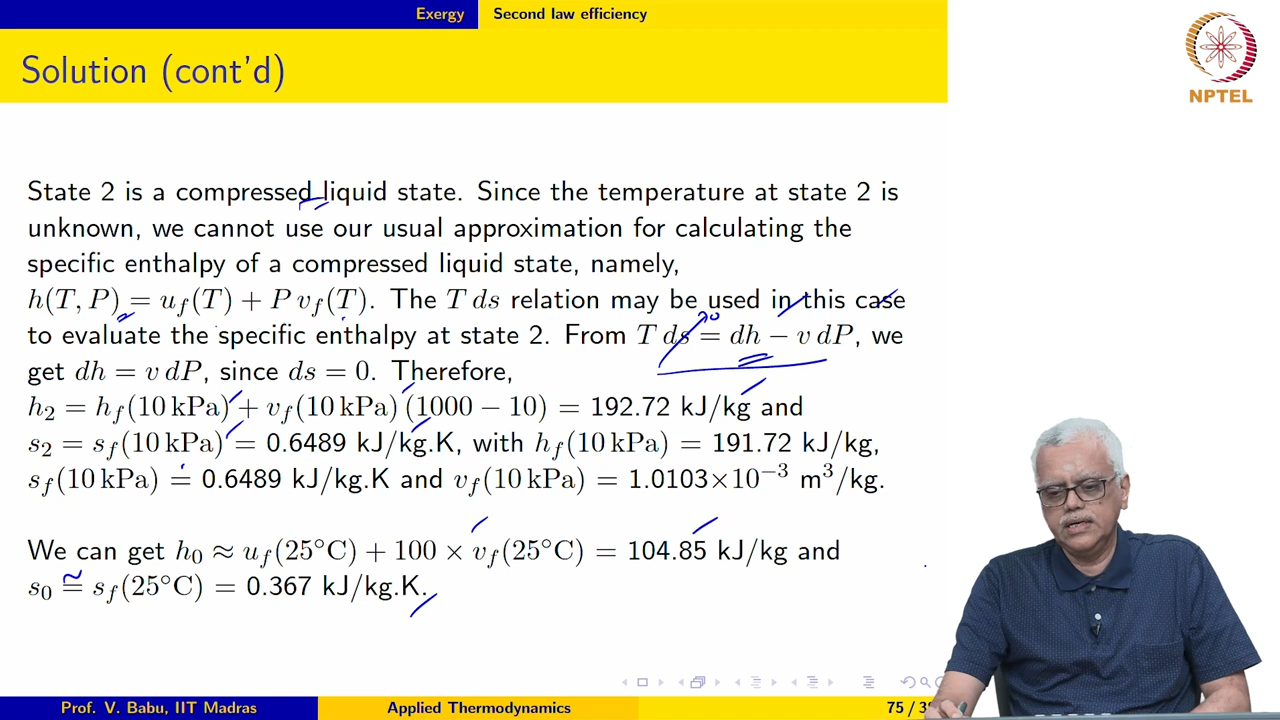 Exergy Second law efficiency
Solution (cont'd)
NPTEL
State 2 is a compressed liquid state. Since the temperature at state 2 is
unknown, we cannot use our usual approximation for calculating the
specific enthalpy of a compressed liquid state, namely,
h(T, P) = u_f(T) + P v_f(T). The T ds relation may be used in this case
to evaluate the specific enthalpy at state 2. From T ds = dh − v dP, we
get dh = v dP, since ds = 0. Therefore,
h₂ = h_f(10 kPa) + v_f(10 kPa) (1000 − 10) = 192.72 kJ/kg and
s₂ = s_f(10 kPa) = 0.6489 kJ/kg.K, with h_f(10 kPa) = 191.72 kJ/kg,
s_f(10 kPa) = 0.6489 kJ/kg.K and v_f(10 kPa) = 1.0103×10⁻³ m³/kg.
We can get h₀ ≈ u_f(25°C) + 100 × v_f(25°C) = 104.85 kJ/kg and
s₀ ≅ s_f(25°C) = 0.367 kJ/kg.K.
Prof. V. Babu, IIT Madras Applied Thermodynamics